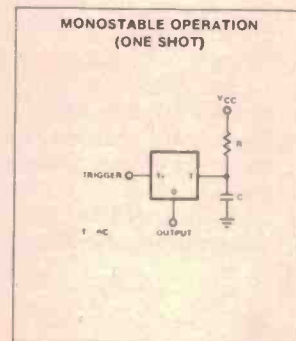 MONOSTABLE OPERATION
(ONE SHOT)
VCC
R
TRIGGER
T
C
OUTPUT